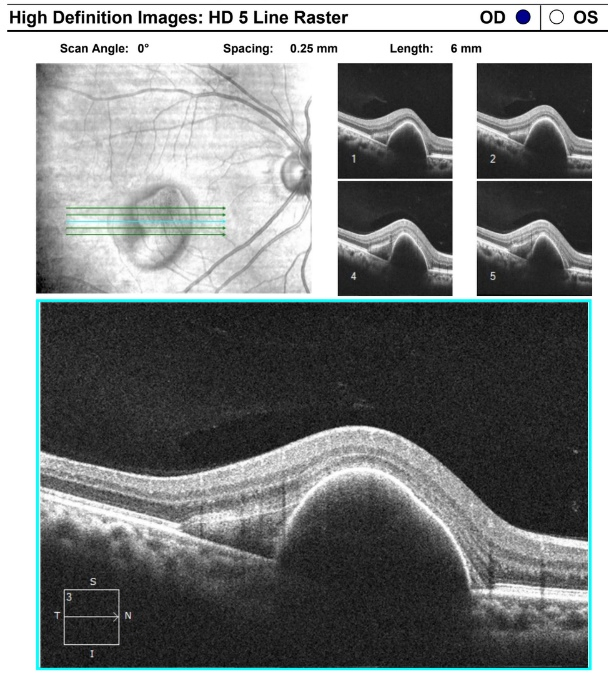 High Definition Images: HD 5 Line Raster OD OS
Scan Angle: 0° Spacing: 0.25 mm Length: 6 mm
1
2
4
5
S
3
T N
I